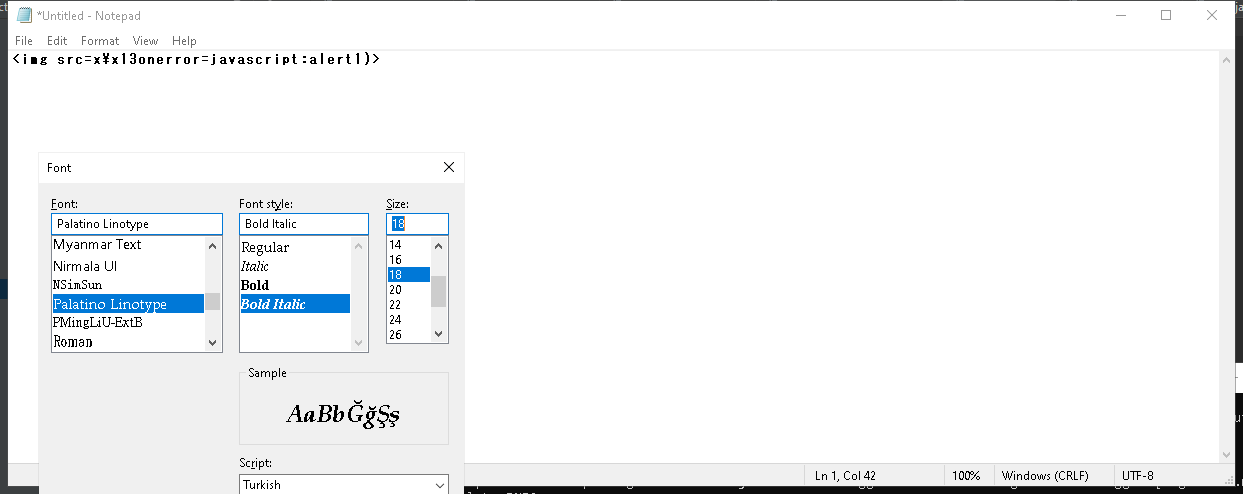 *Untitled - Notepad
File Edit Format View Help
<img src=x¥x13onerror=javascript:alert1)>
Font
Font: Font style: Size:
Palatino Linotype Bold Italic 18
Myanmar Text Regular 14
Nirmala UI Italic 16
NSimSun Bold 18
Palatino Linotype Bold Italic 20
PMingLiU-ExtB 22
Roman 24
26
Sample
AaBbĞğŞş
Script:
Turkish
Ln 1, Col 42 100% Windows (CRLF) UTF-8